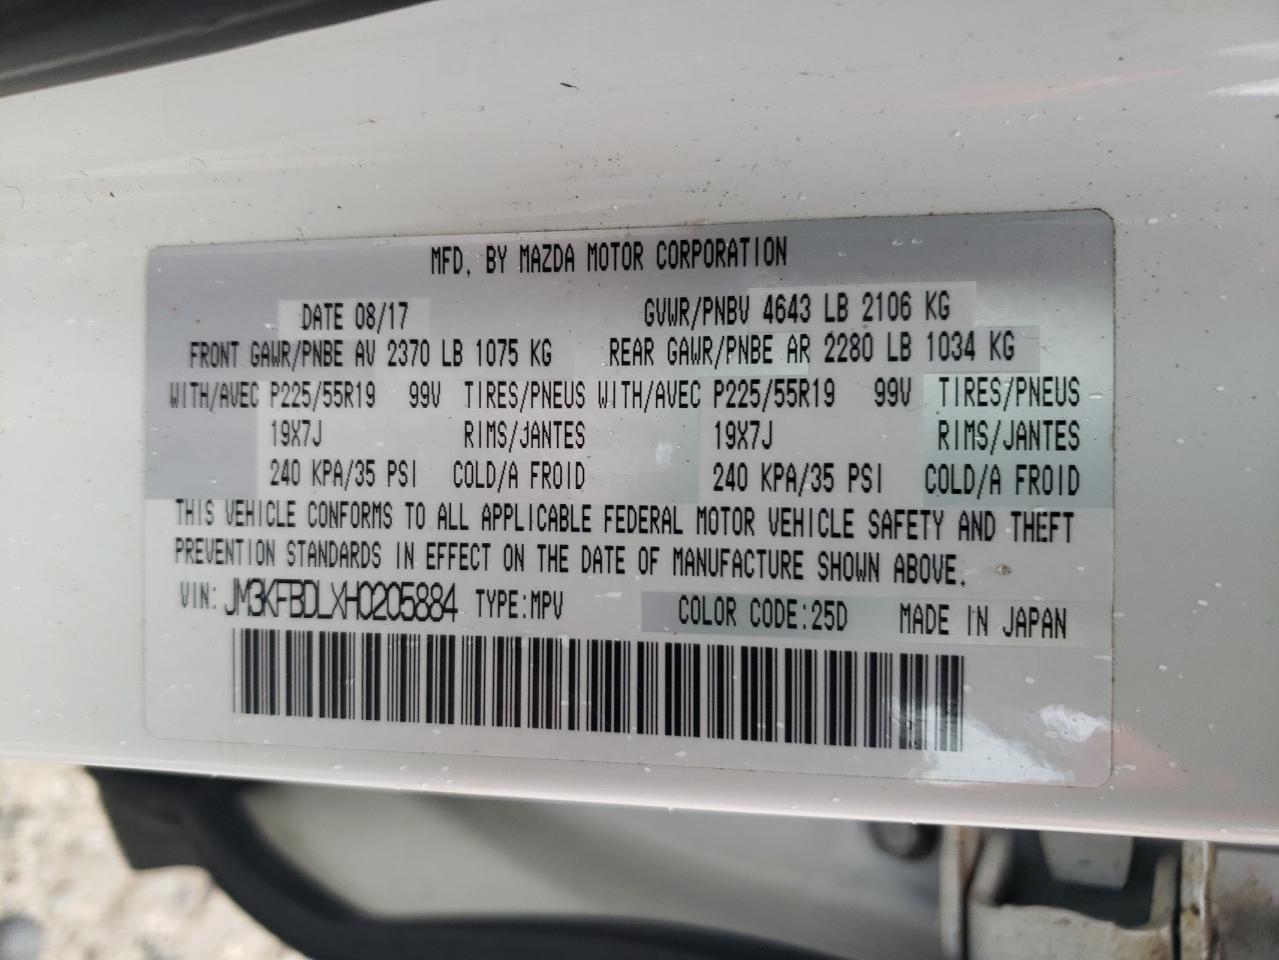 MFD. BY MAZDA MOTOR CORPORATION
DATE 08/17 GVWR/PNBV 4643 LB 2106 KG
FRONT GAWR/PNBE AV 2370 LB 1075 KG REAR GAWR/PNBE AR 2280 LB 1034 KG
WITH/AVEC P225/55R19 99V TIRES/PNEUS WITH/AVEC P225/55R19 99V TIRES/PNEUS
19X7J RIMS/JANTES 19X7J RIMS/JANTES
240 KPA/35 PSI COLD/A FROID 240 KPA/35 PSI COLD/A FROID
THIS VEHICLE CONFORMS TO ALL APPLICABLE FEDERAL MOTOR VEHICLE SAFETY AND THEFT
PREVENTION STANDARDS IN EFFECT ON THE DATE OF MANUFACTURE SHOWN ABOVE.
VIN: JM3KFBDLXH0205884 TYPE:MPV COLOR CODE:25D MADE IN JAPAN